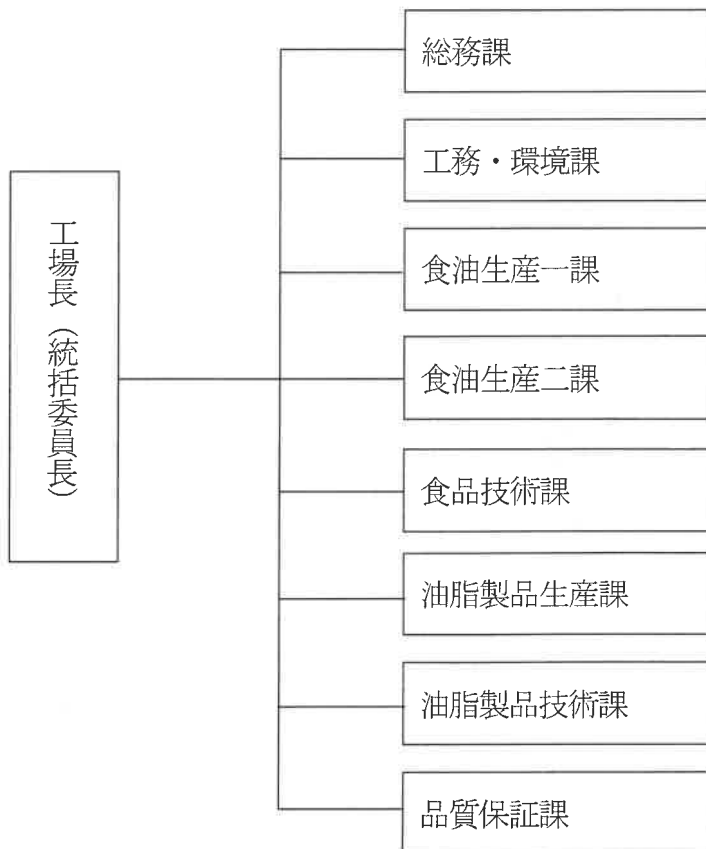 工場長(統括委員長)
総務課
工務・環境課
食油生産一課
食油生産二課
食品技術課
油脂製品生産課
油脂製品技術課
品質保証課